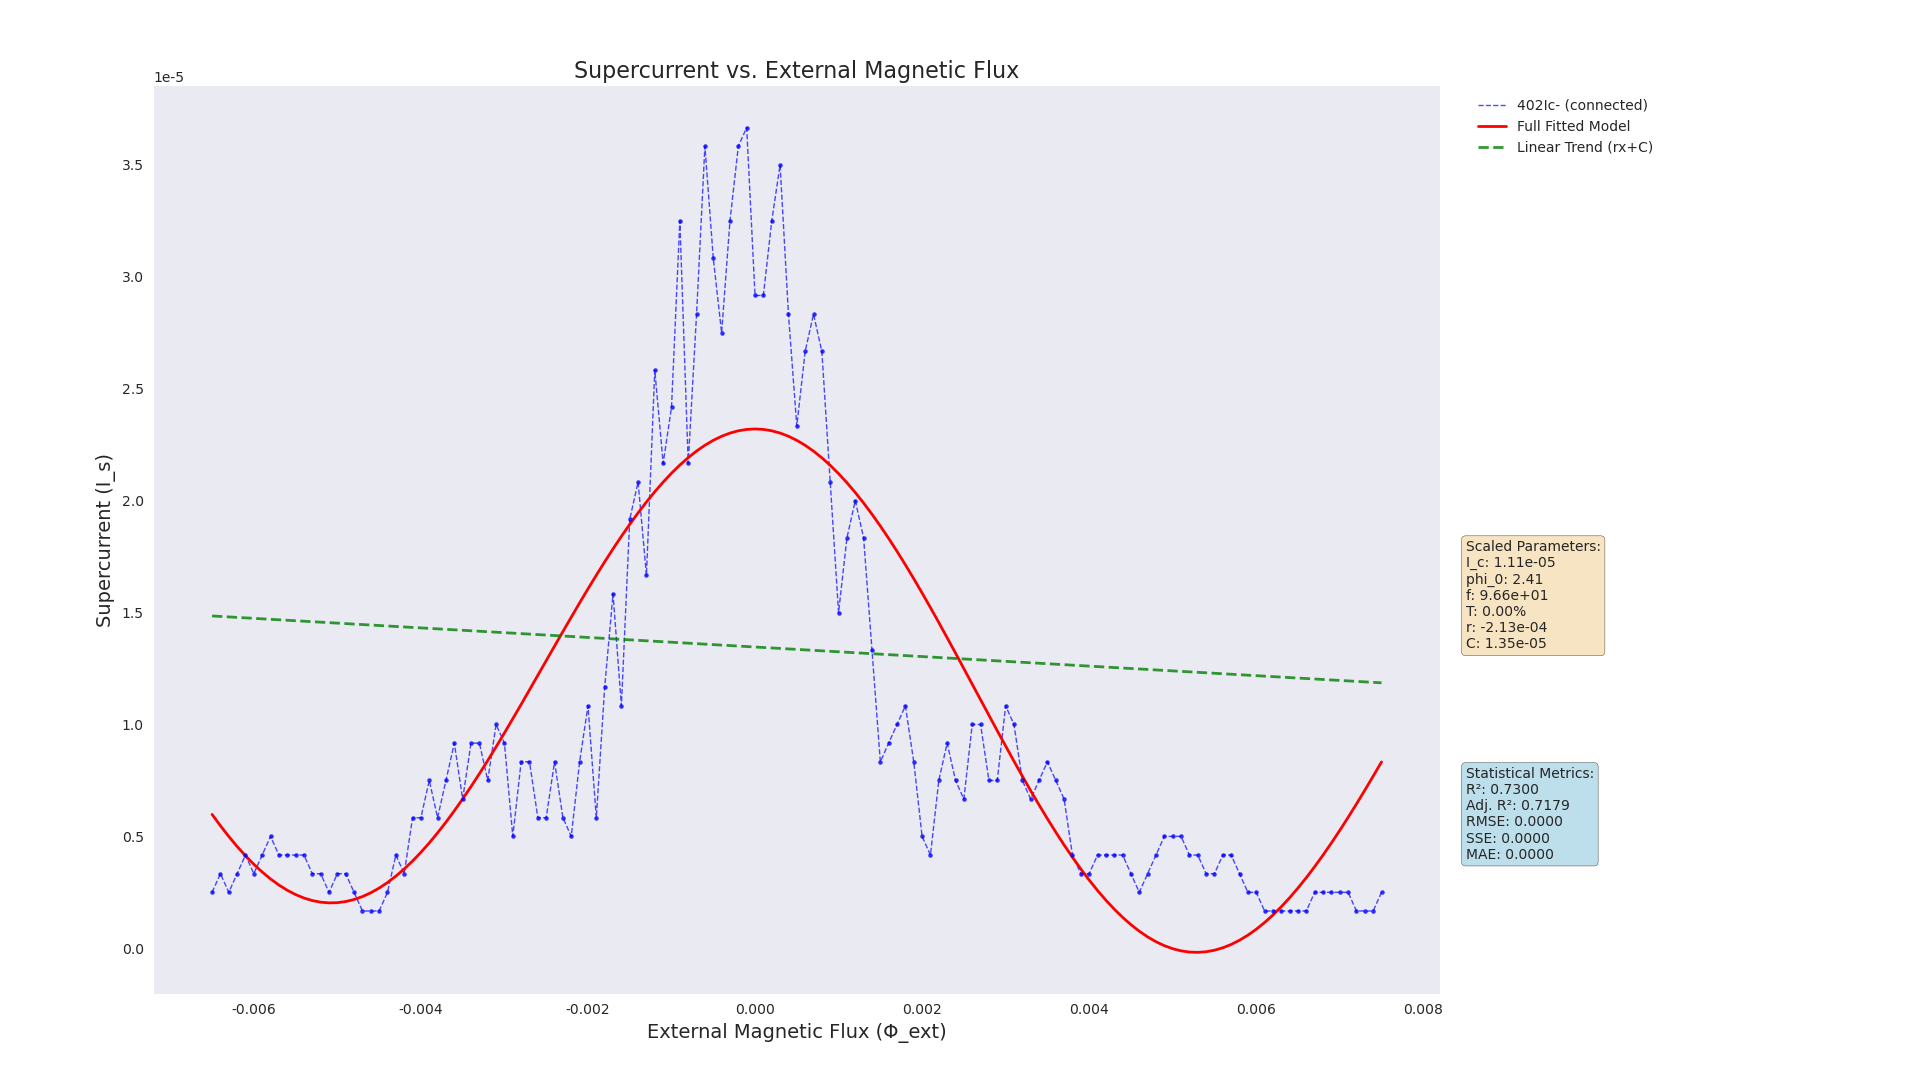 Supercurrent vs. External Magnetic Flux
1e-5
3.5
3.0
2.5
2.0
1.5
1.0
0.5
0.0
Supercurrent (I_s)
-0.006
-0.004
-0.002
0.000
0.002
0.004
0.006
0.008
External Magnetic Flux (Φ_ext)
402Ic- (connected)
Full Fitted Model
Linear Trend (rx+C)
Scaled Parameters:
I_c: 1.11e-05
phi_0: 2.41
f: 9.66e+01
T: 0.00%
r: -2.13e-04
C: 1.35e-05
Statistical Metrics:
R²: 0.7300
Adj. R²: 0.7179
RMSE: 0.0000
SSE: 0.0000
MAE: 0.0000